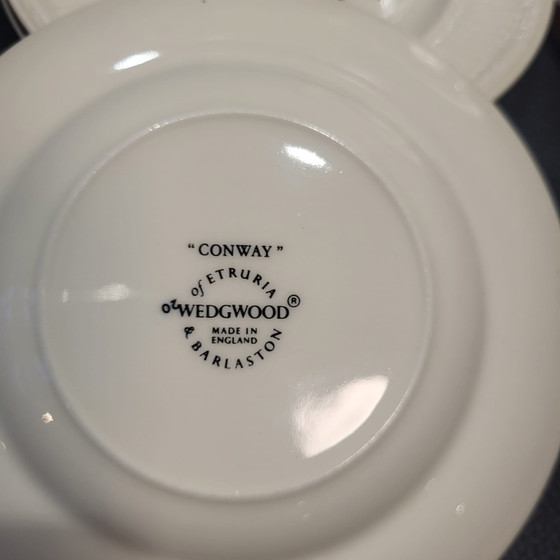 "CONWAY"
of ETRURIA
WEDGWOOD®
MADE IN
ENGLAND
& BARLASTON